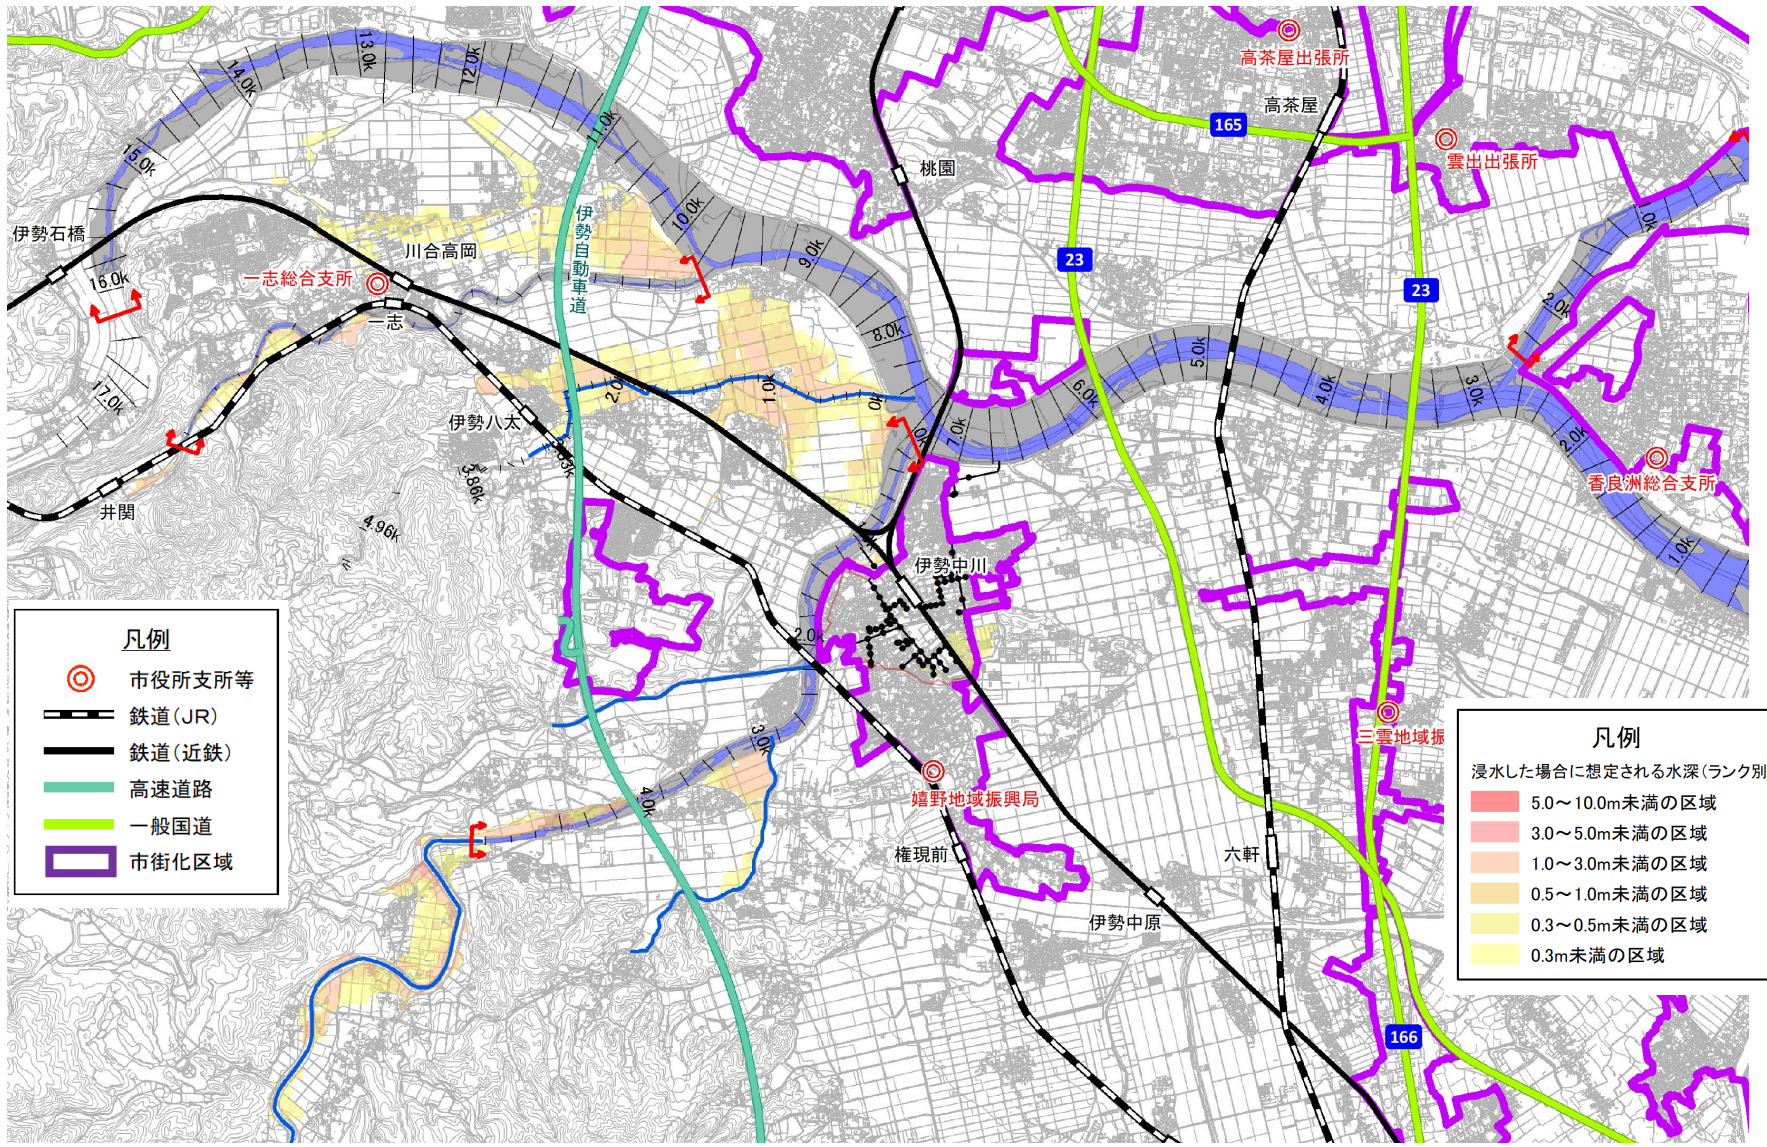 13.0k
12.0k
14.0k
11.0k
15.0k
10.0k
9.0k
8.0k
16.0k
17.0k
7.0k
6.0k
5.0k
4.0k
3.0k
2.0k
1.0k
2.0k
1.0k
高茶屋出張所
高茶屋
165
雲出出張所
桃園
23
23
伊勢石橋
川合高岡
一志総合支所
一志
伊勢自動車道
2.0k
1.0k
0k
0k
伊勢八太
3.86k
4.96k
井関
香良洲総合支所
伊勢中川
2.0k
3.0k
4.0k
三雲地域振
嬉野地域振興局
権現前
六軒
伊勢中原
166
凡例
市役所支所等
鉄道(JR)
鉄道(近鉄)
高速道路
一般国道
市街化区域
凡例
浸水した場合に想定される水深(ランク別
5.0～10.0m未満の区域
3.0～5.0m未満の区域
1.0～3.0m未満の区域
0.5～1.0m未満の区域
0.3～0.5m未満の区域
0.3m未満の区域